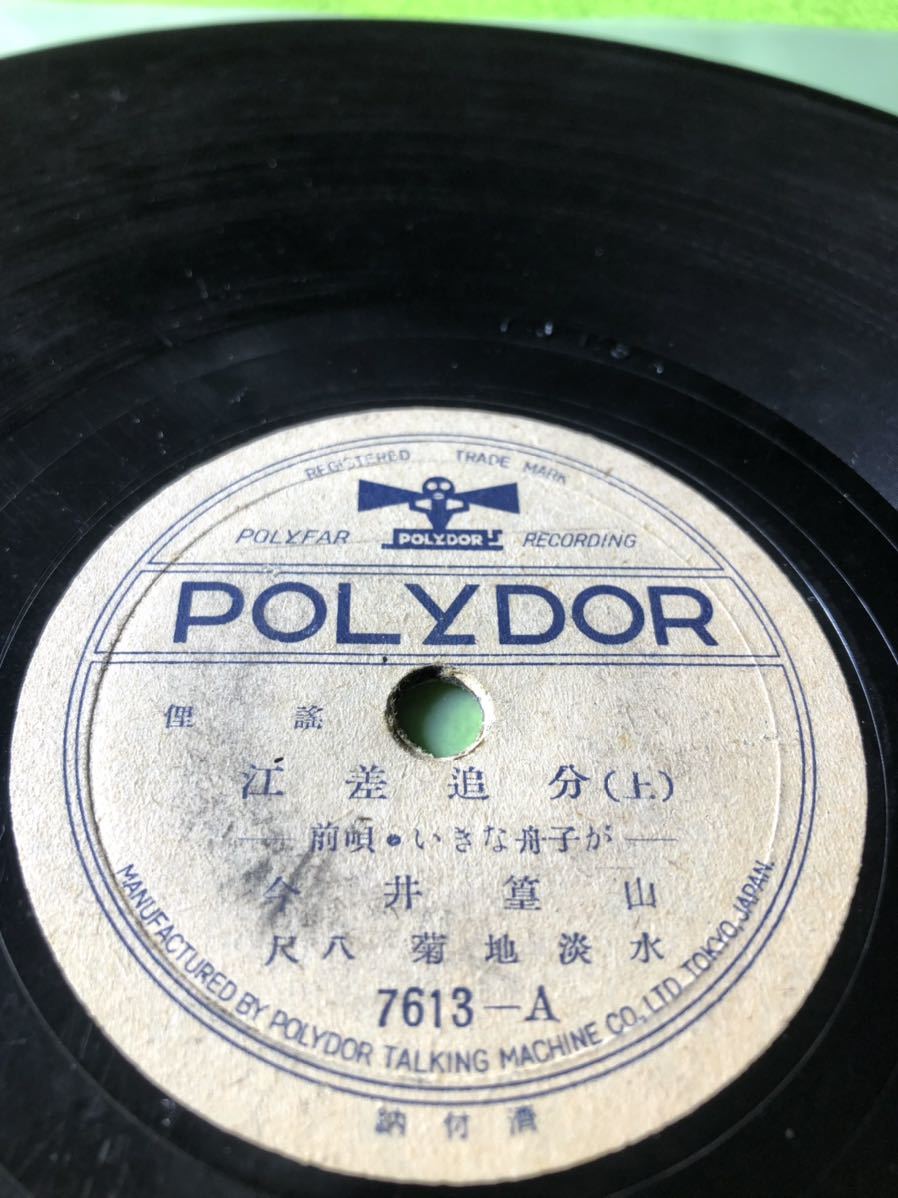 REGISTERED TRADE MARK
POLYDOR'S
POLYFAR RECORDING
POLYDOR
俚謡
江差追分(上)
—前唄・いきな舟子が—
今井篁山
尺八 菊地淡水
7613-A
MANUFACTURED BY POLYDOR TALKING MACHINE CO., LTD. TOKYO, JAPAN.
納付済